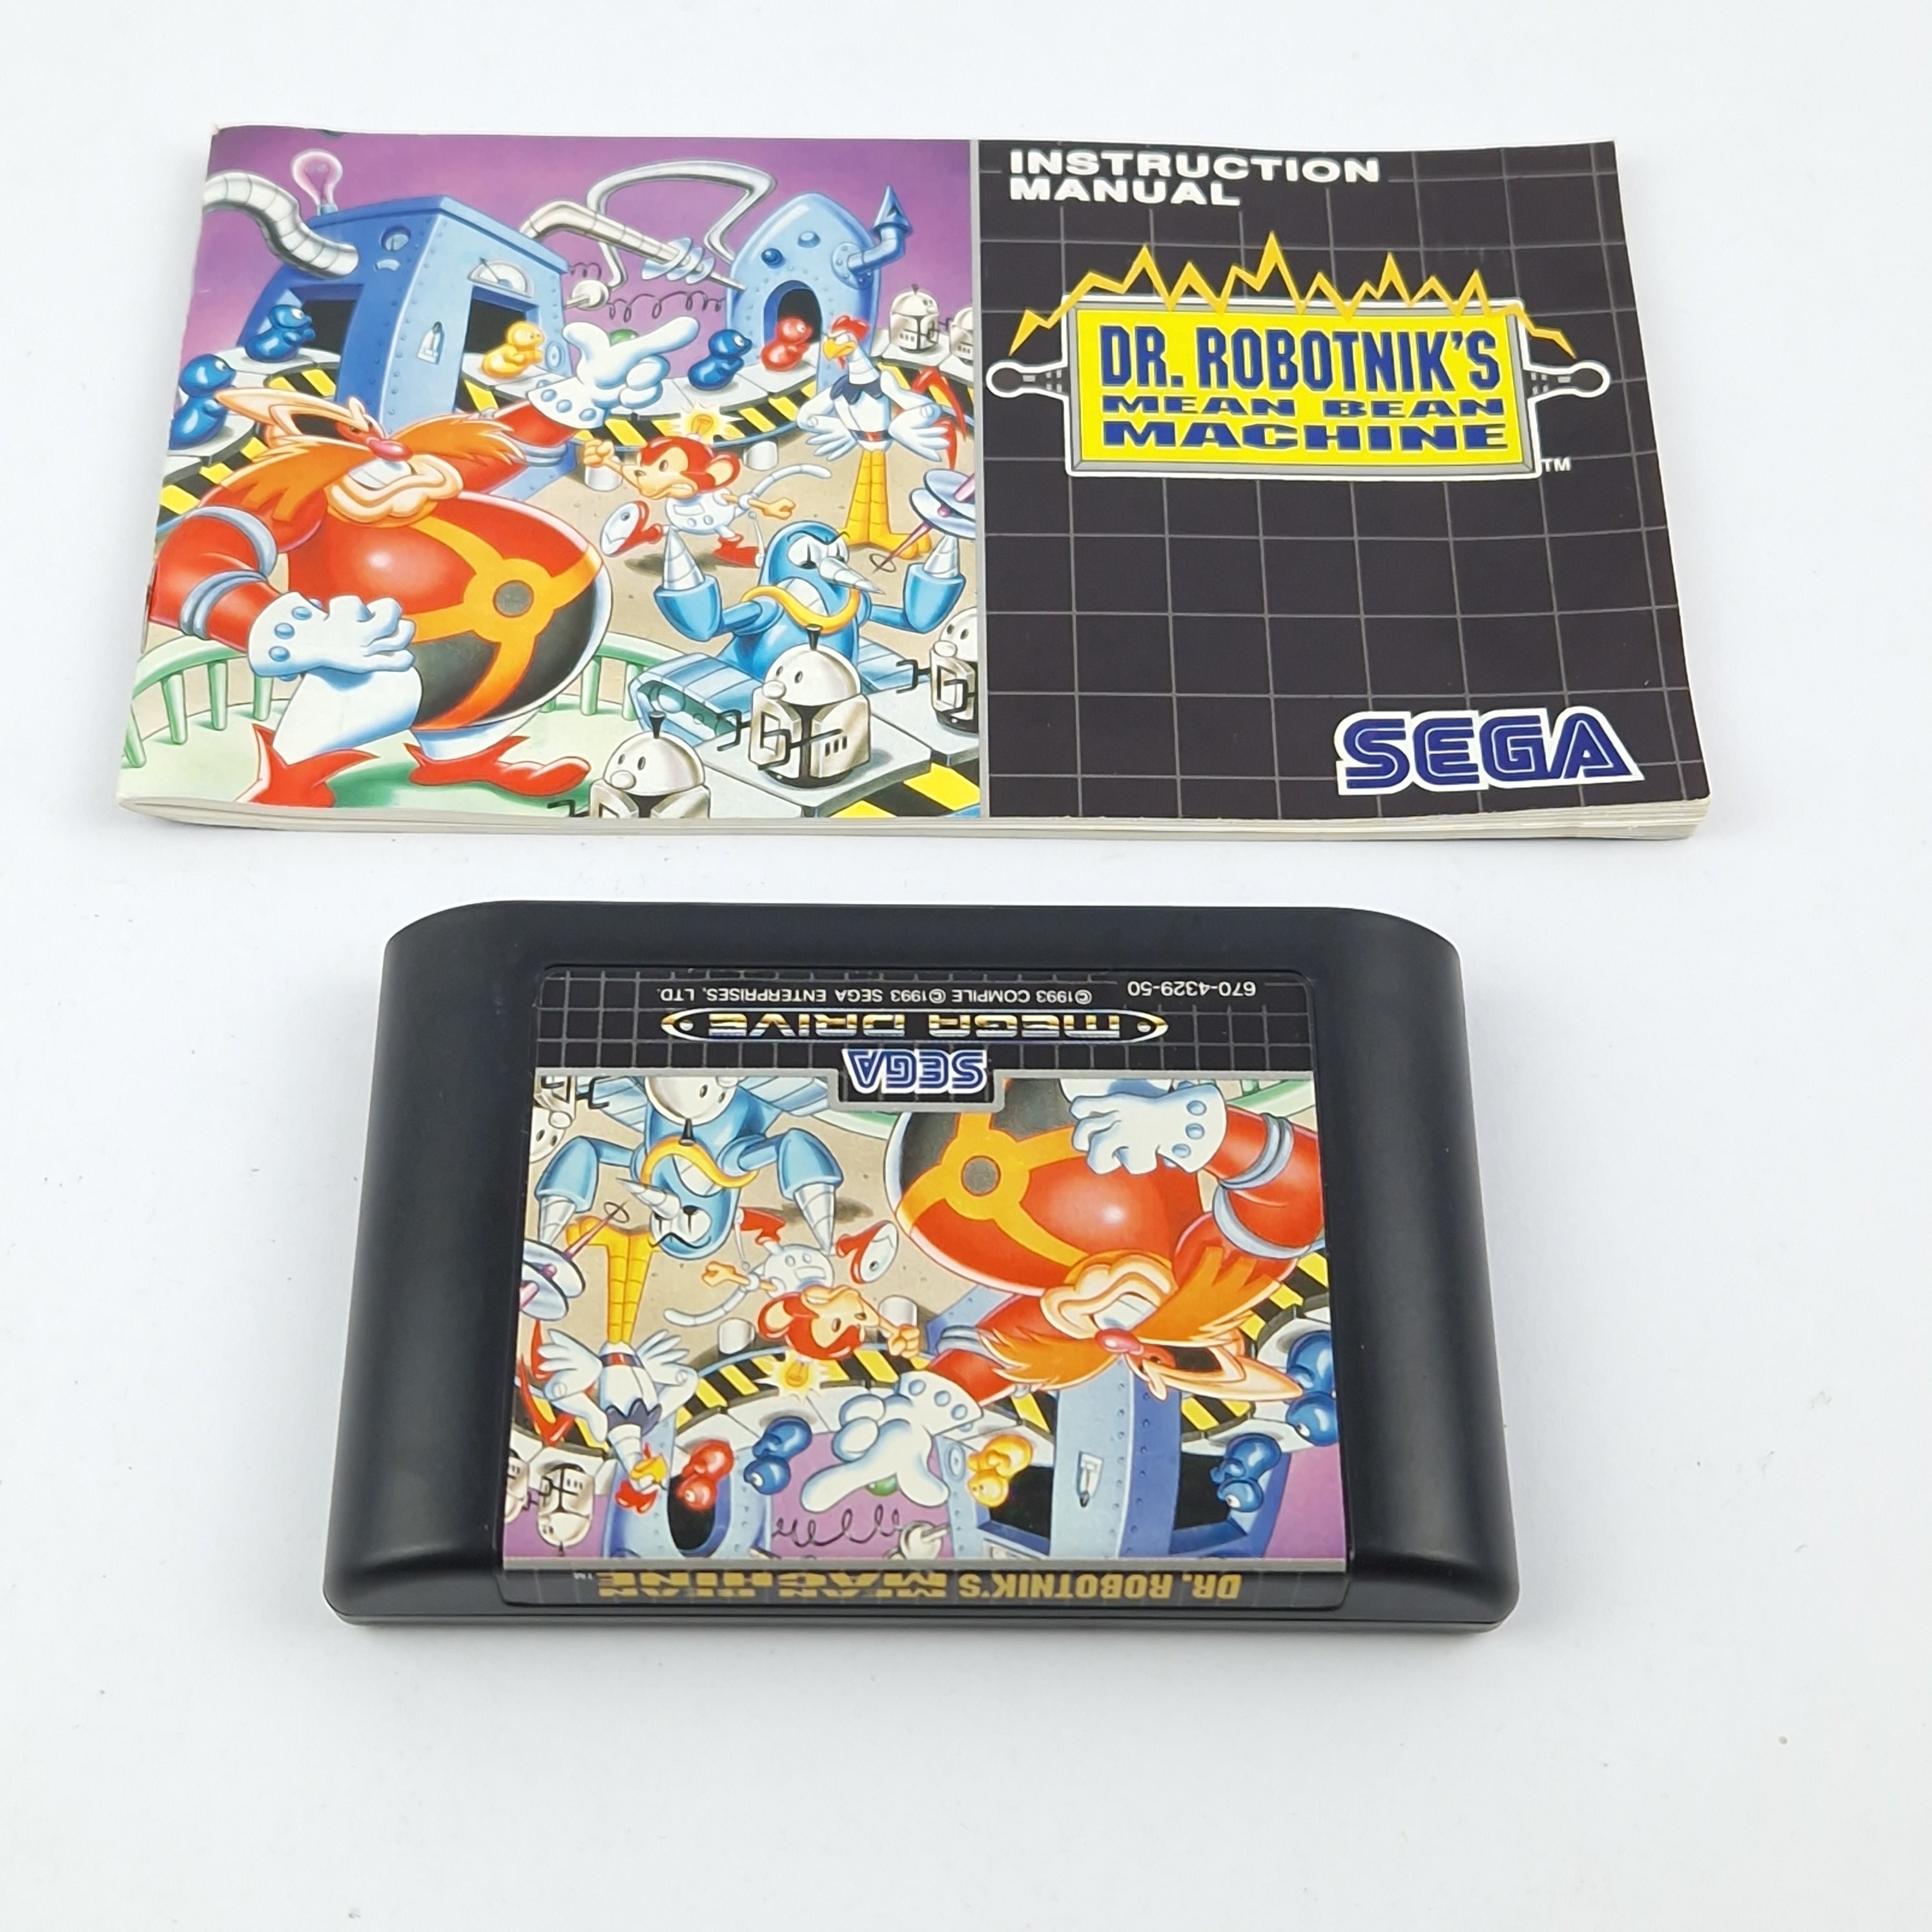 INSTRUCTION
MANUAL
DR. ROBOTNIK'S
MEAN BEAN
MACHINE
TM
SEGA
670-4329-50
©1993 COMPILE ©1993 SEGA ENTERPRISES, LTD.
MEGA DRIVE
SEGA
DR. ROBOTNIK'S MEAN BEAN MACHINE TM